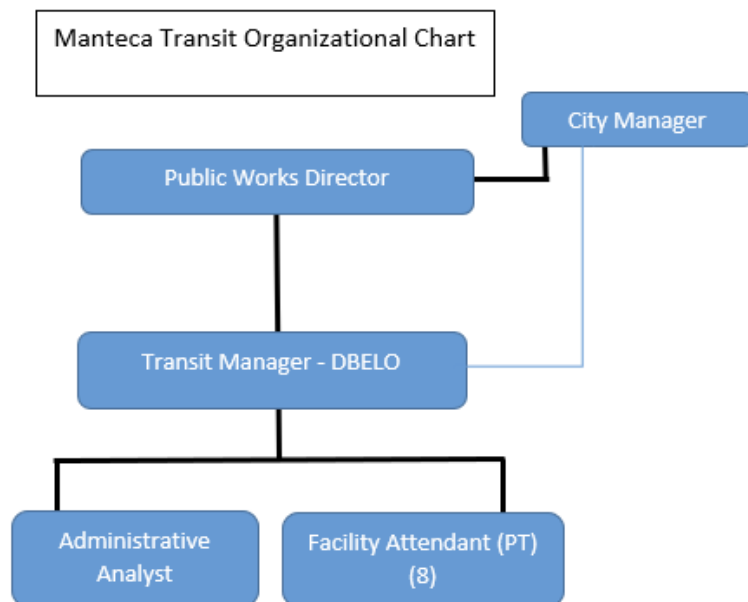 Manteca Transit Organizational Chart
City Manager
Public Works Director
Transit Manager - DBELO
Administrative
Analyst
Facility Attendant (PT)
(8)